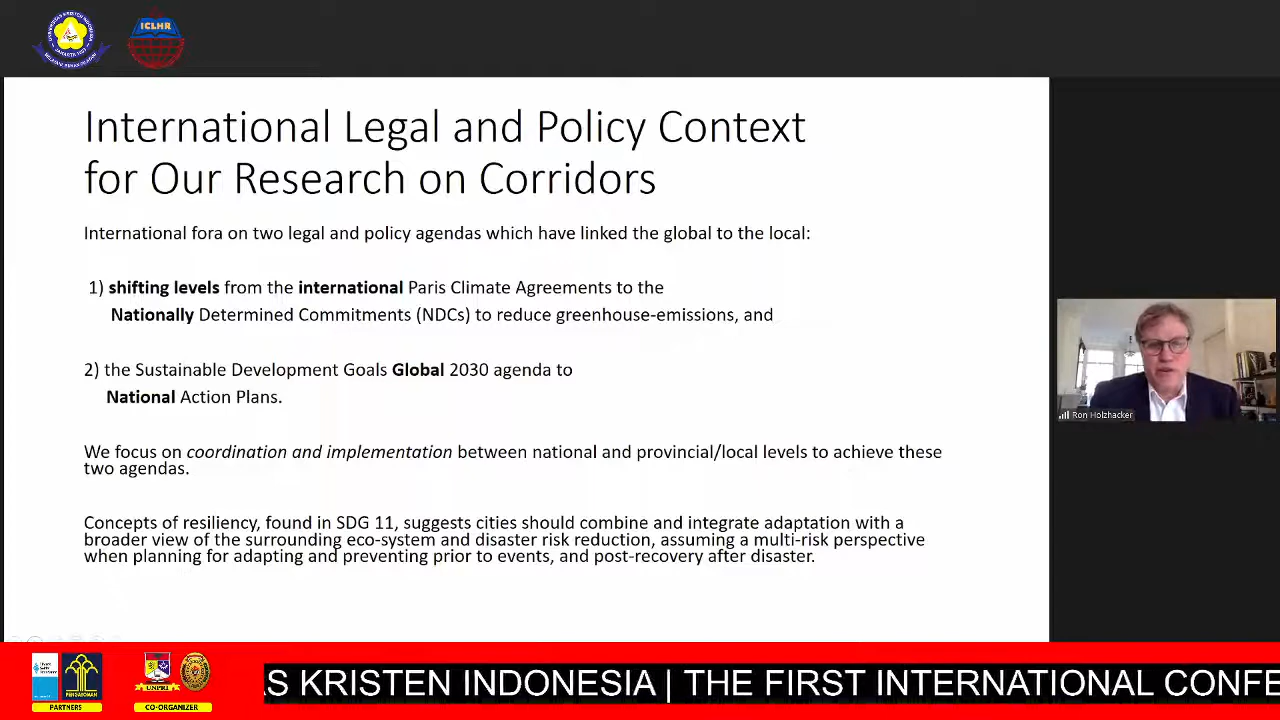 ICLHR
International Legal and Policy Context
for Our Research on Corridors
International fora on two legal and policy agendas which have linked the global to the local:
1) shifting levels from the international Paris Climate Agreements to the
Nationally Determined Commitments (NDCs) to reduce greenhouse-emissions, and
2) the Sustainable Development Goals Global 2030 agenda to
National Action Plans.
We focus on coordination and implementation between national and provincial/local levels to achieve these
two agendas.
Concepts of resiliency, found in SDG 11, suggests cities should combine and integrate adaptation with a
broader view of the surrounding eco-system and disaster risk reduction, assuming a multi-risk perspective
when planning for adapting and preventing prior to events, and post-recovery after disaster.
Ron Holzhacker
PENGAYOMAN
UNPRI
PARTNERS
CO-ORGANIZER
AS KRISTEN INDONESIA | THE FIRST INTERNATIONAL CONFE